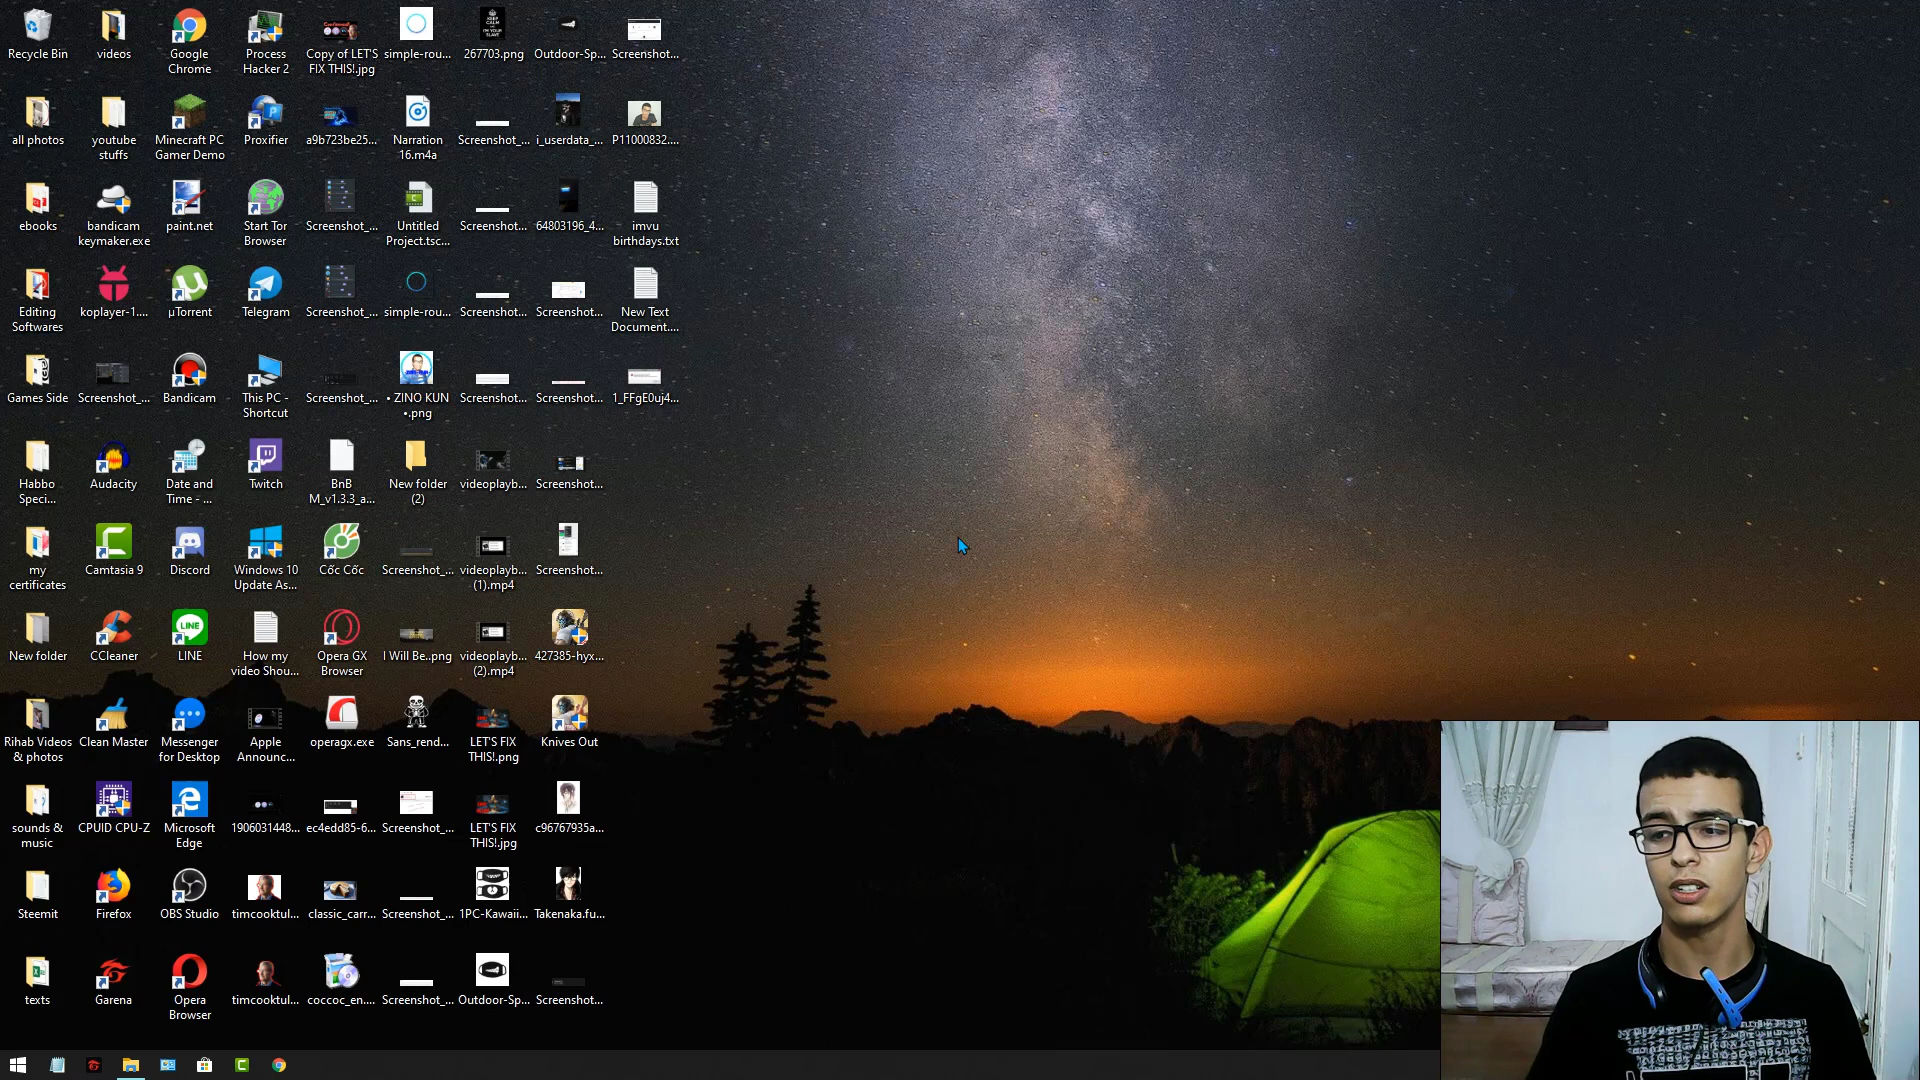 Recycle Bin
videos
Google
Chrome
Process
Hacker 2
Copy of LET'S
FIX THIS!.jpg
simple-rou...
267703.png
Outdoor-Sp...
Screenshot...
all photos
youtube
stuffs
Minecraft PC
Gamer Demo
Proxifier
a9b723be25...
Narration
16.m4a
Screenshot_...
i_userdata_...
P11000832....
ebooks
bandicam
keymaker.exe
paint.net
Start Tor
Browser
Screenshot_...
Untitled
Project.tsc...
Screenshot...
64803196_4...
imvu
birthdays.txt
Editing
Softwares
koplayer-1....
µTorrent
Telegram
Screenshot_...
simple-rou...
Screenshot...
Screenshot...
New Text
Document....
Games Side
Screenshot_...
Bandicam
This PC -
Shortcut
Screenshot_...
• ZINO KUN
•.png
Screenshot...
Screenshot...
1_FFgE0uj4...
Habbo
Speci...
Audacity
Date and
Time - ...
Twitch
BnB
M_v1.3.3_a...
New folder
(2)
videoplayb...
Screenshot...
my
certificates
Camtasia 9
Discord
Windows 10
Update As...
Cốc Cốc
Screenshot_...
videoplayb...
(1).mp4
Screenshot...
New folder
CCleaner
LINE
How my
video Shou...
Opera GX
Browser
I Will Be..png
videoplayb...
(2).mp4
427385-hyx...
Rihab Videos
& photos
Clean Master
Messenger
for Desktop
Apple
Announc...
operagx.exe
Sans_rend...
LET'S FIX
THIS!.png
Knives Out
sounds &
music
CPUID CPU-Z
Microsoft
Edge
1906031448...
ec4edd85-6...
Screenshot_...
LET'S FIX
THIS!.jpg
c96767935a...
Steemit
Firefox
OBS Studio
timcooktul...
classic_carr...
Screenshot_...
1PC-Kawaii...
Takenaka.fu...
texts
Garena
Opera
Browser
timcooktul...
coccoc_en....
Screenshot_...
Outdoor-Sp...
Screenshot...